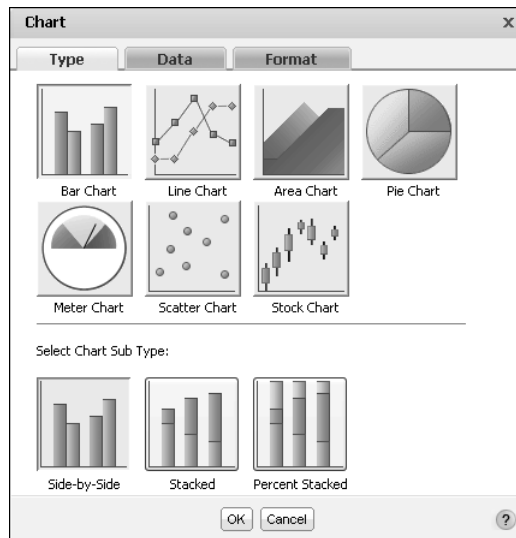 Chart x
Type Data Format
Bar Chart Line Chart Area Chart Pie Chart
Meter Chart Scatter Chart Stock Chart
Select Chart Sub Type:
Side-by-Side Stacked Percent Stacked
OK Cancel ?